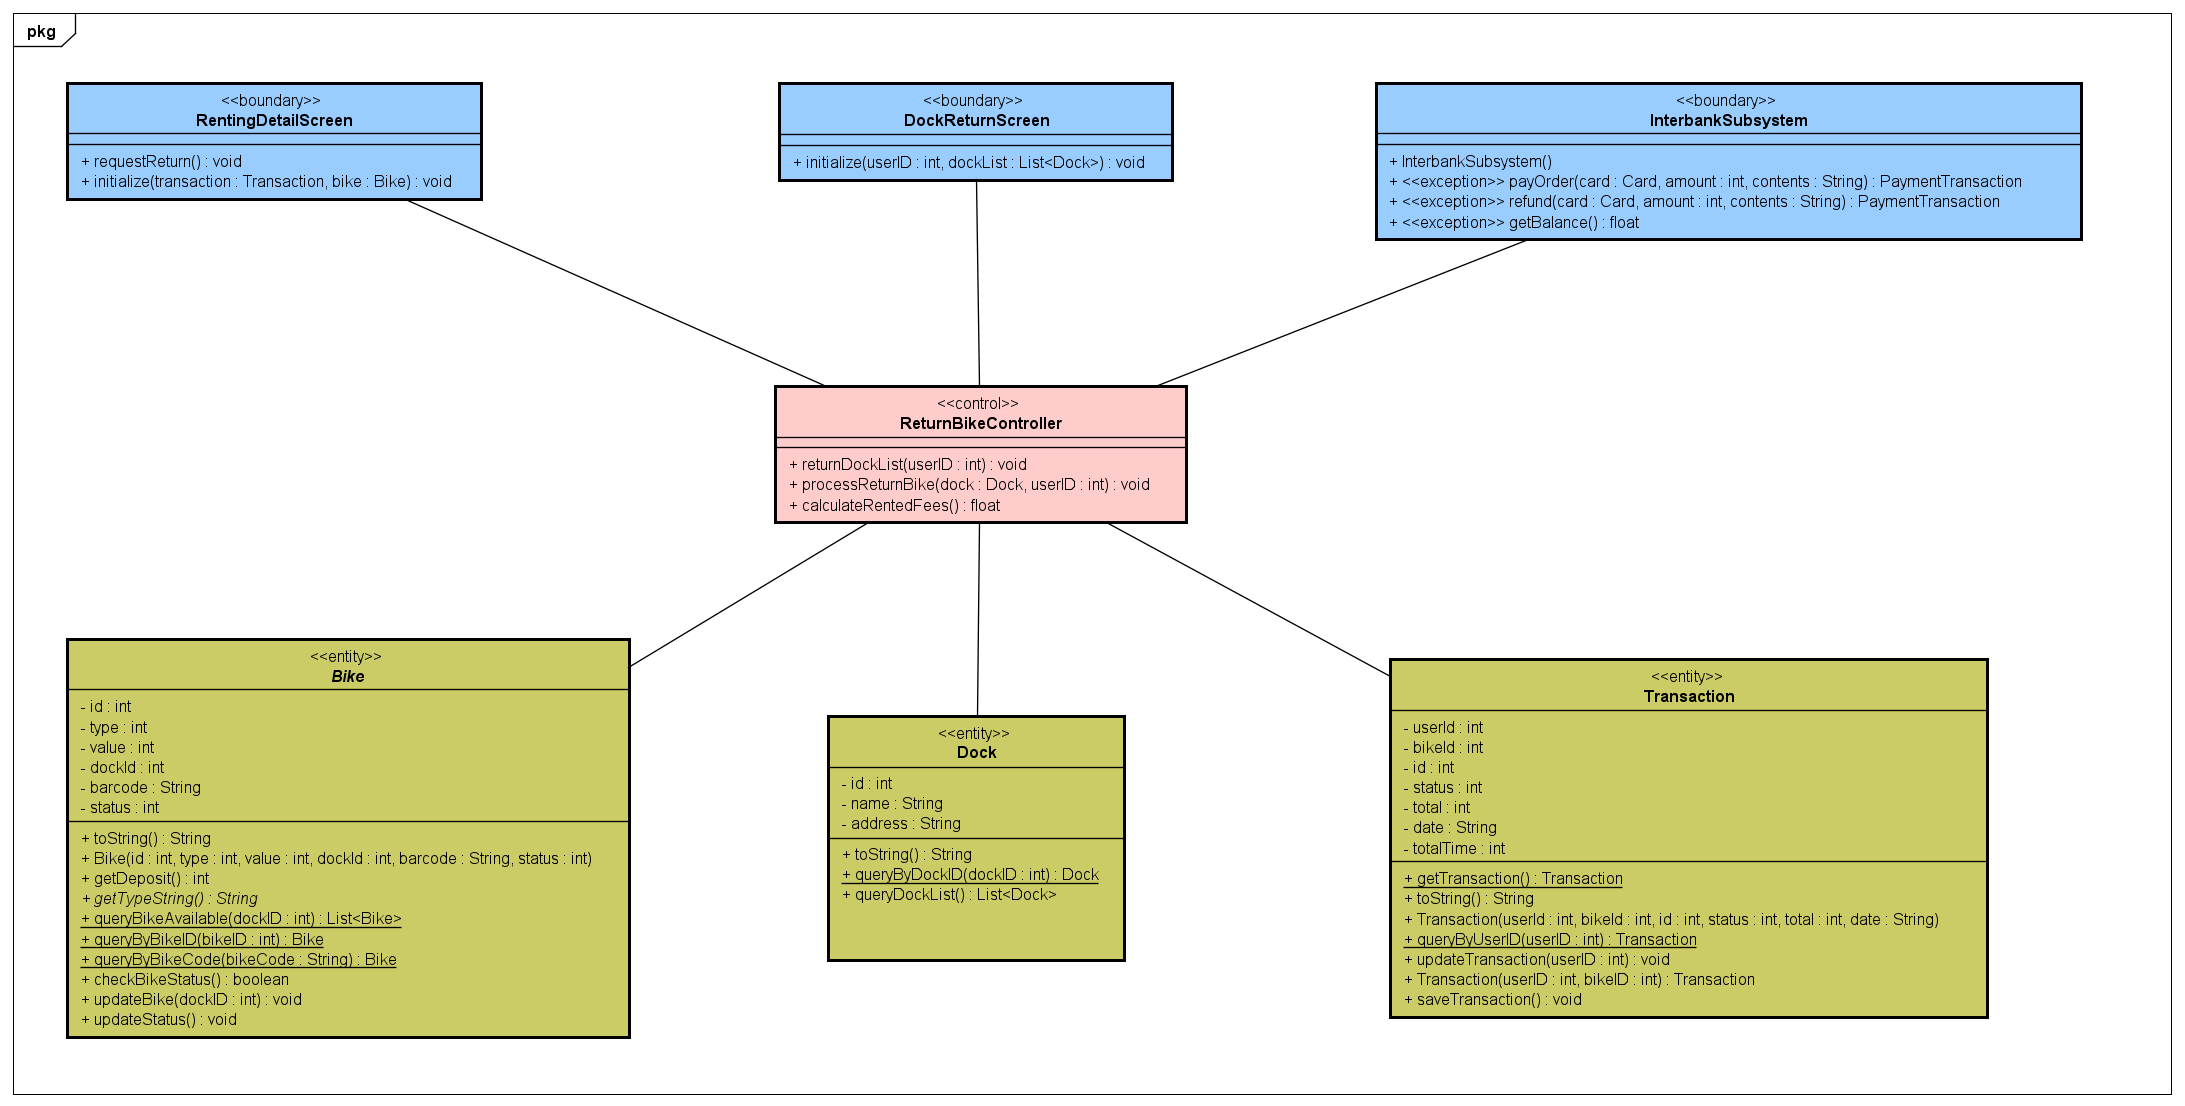 pkg
<<boundary>>
RentingDetailScreen
+ requestReturn() : void
+ initialize(transaction : Transaction, bike : Bike) : void
<<boundary>>
DockReturnScreen
+ initialize(userID : int, dockList : List<Dock>) : void
<<boundary>>
InterbankSubsystem
+ InterbankSubsystem()
+ <<exception>> payOrder(card : Card, amount : int, contents : String) : PaymentTransaction
+ <<exception>> refund(card : Card, amount : int, contents : String) : PaymentTransaction
+ <<exception>> getBalance() : float
<<control>>
ReturnBikeController
+ returnDockList(userID : int) : void
+ processReturnBike(dock : Dock, userID : int) : void
+ calculateRentedFees() : float
<<entity>>
Bike
- id : int
- type : int
- value : int
- dockId : int
- barcode : String
- status : int
+ toString() : String
+ Bike(id : int, type : int, value : int, dockId : int, barcode : String, status : int)
+ getDeposit() : int
+ getTypeString() : String
+ queryBikeAvailable(dockID : int) : List<Bike>
+ queryByBikeID(bikeID : int) : Bike
+ queryByBikeCode(bikeCode : String) : Bike
+ checkBikeStatus() : boolean
+ updateBike(dockID : int) : void
+ updateStatus() : void
<<entity>>
Dock
- id : int
- name : String
- address : String
+ toString() : String
+ queryByDockID(dockID : int) : Dock
+ queryDockList() : List<Dock>
<<entity>>
Transaction
- userId : int
- bikeId : int
- id : int
- status : int
- total : int
- date : String
- totalTime : int
+ getTransaction() : Transaction
+ toString() : String
+ Transaction(userId : int, bikeId : int, id : int, status : int, total : int, date : String)
+ queryByUserID(userID : int) : Transaction
+ updateTransaction(userID : int) : void
+ Transaction(userID : int, bikeID : int) : Transaction
+ saveTransaction() : void